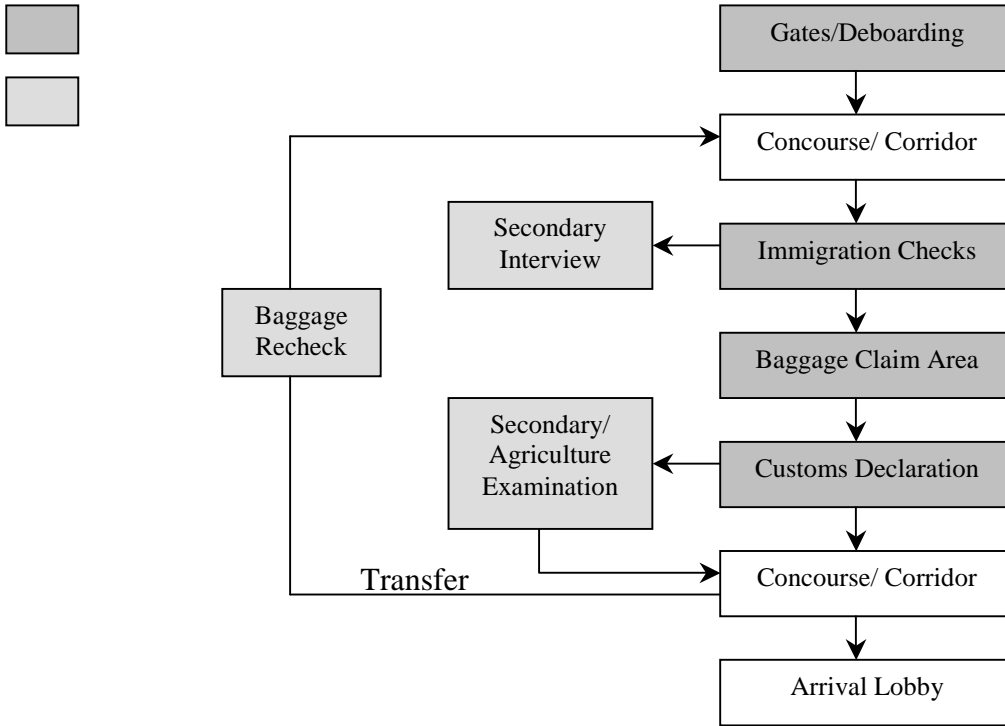 Gates/Deboarding
Concourse/ Corridor
Secondary
Interview
Immigration Checks
Baggage
Recheck
Baggage Claim Area
Secondary/
Agriculture
Examination
Customs Declaration
Transfer
Concourse/ Corridor
Arrival Lobby